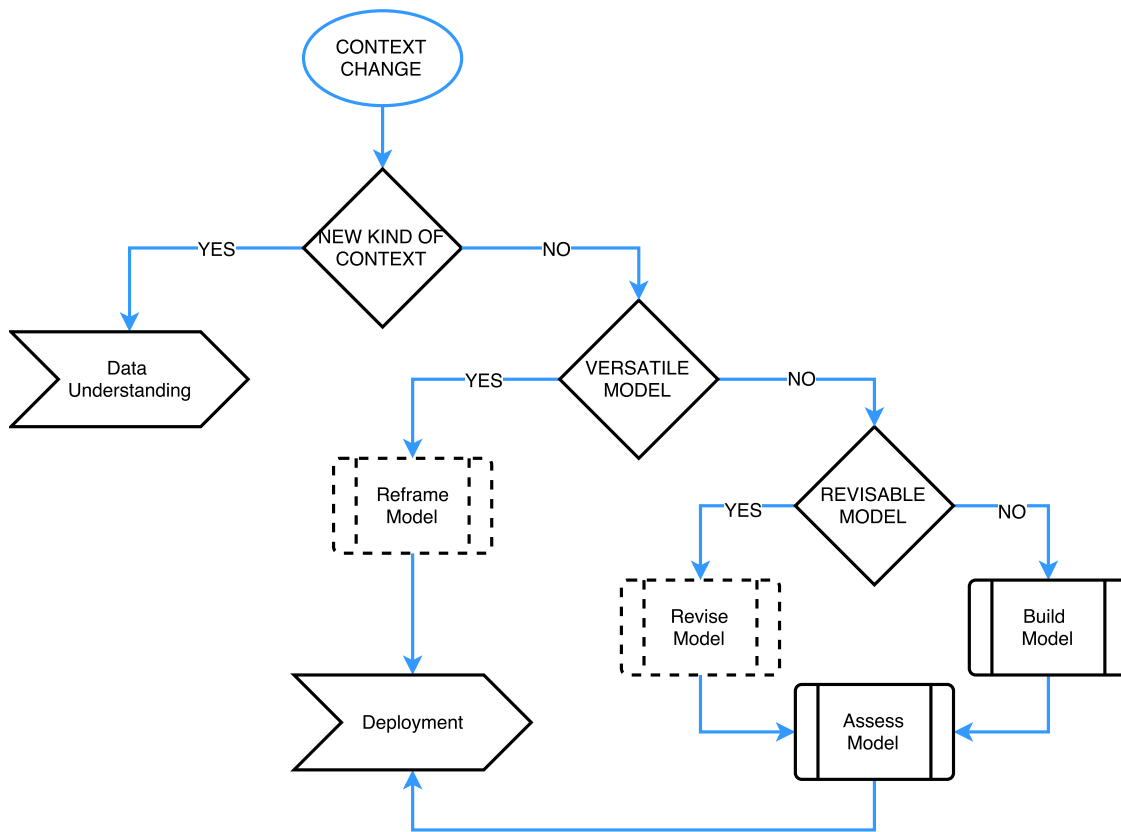 CONTEXT
CHANGE
NEW KIND OF
CONTEXT
YES
NO
Data
Understanding
VERSATILE
MODEL
YES
NO
Reframe
Model
REVISABLE
MODEL
YES
NO
Revise
Model
Build
Model
Deployment
Assess
Model